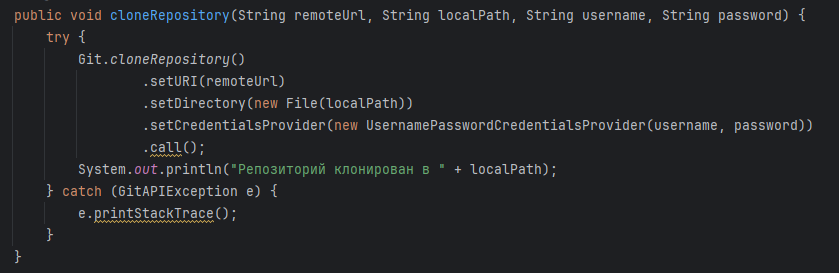 public void cloneRepository(String remoteUrl, String localPath, String username, String password) {
try {
Git.cloneRepository()
.setURI(remoteUrl)
.setDirectory(new File(localPath))
.setCredentialsProvider(new UsernamePasswordCredentialsProvider(username, password))
.call();
System.out.println("Репозиторий клонирован в " + localPath);
} catch (GitAPIException e) {
e.printStackTrace();
}
}